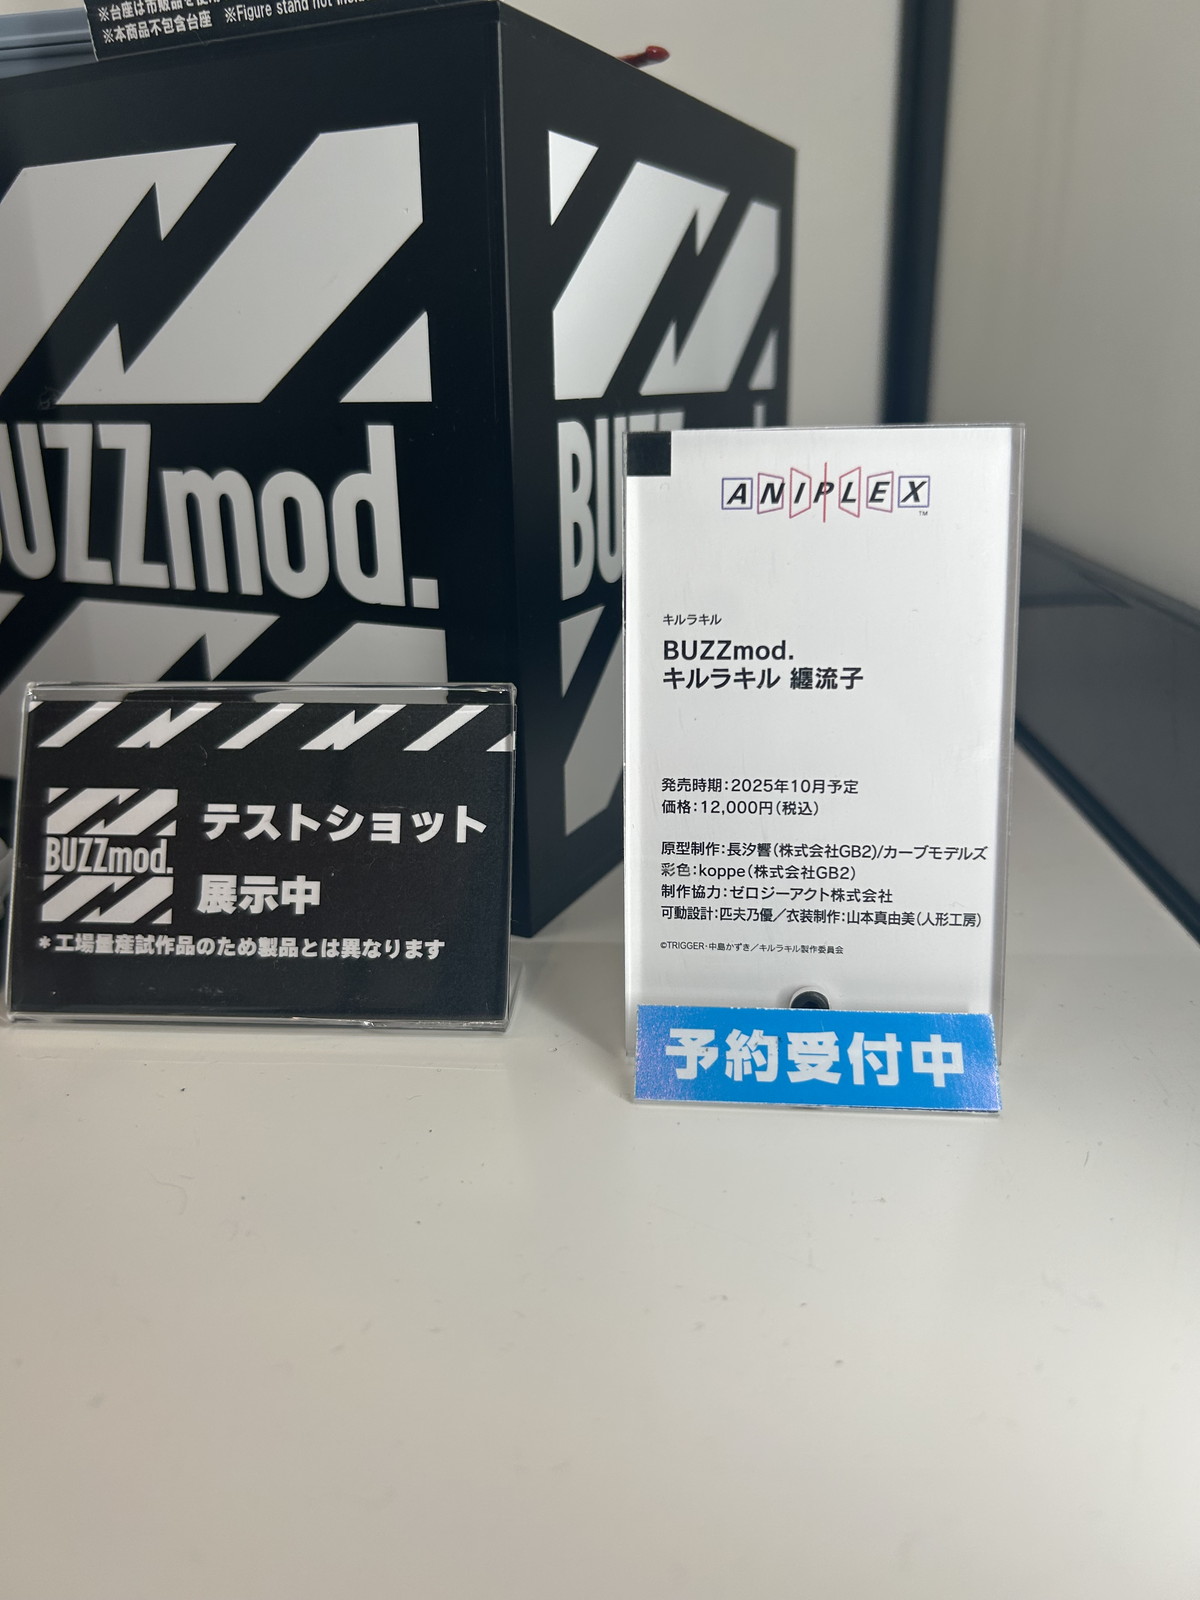 ※台座は市販品を使用
※本商品不包含台座 ※Figure stand not
BUZZmod.
BU
ANIPLEX
TM
キルラキル
BUZZmod.
キルラキル 纏流子
発売時期:2025年10月予定
価格:12,000円(税込)
原型制作:長汐響(株式会社GB2)/カーブモデルズ
彩色:koppe(株式会社GB2)
制作協力:ゼロジーアクト株式会社
可動設計:匹夫乃優/衣装制作:山本真由美(人形工房)
©TRIGGER・中島かずき/キルラキル製作委員会
予約受付中
BUZZmod.
テストショット
展示中
*工場量産試作品のため製品とは異なります